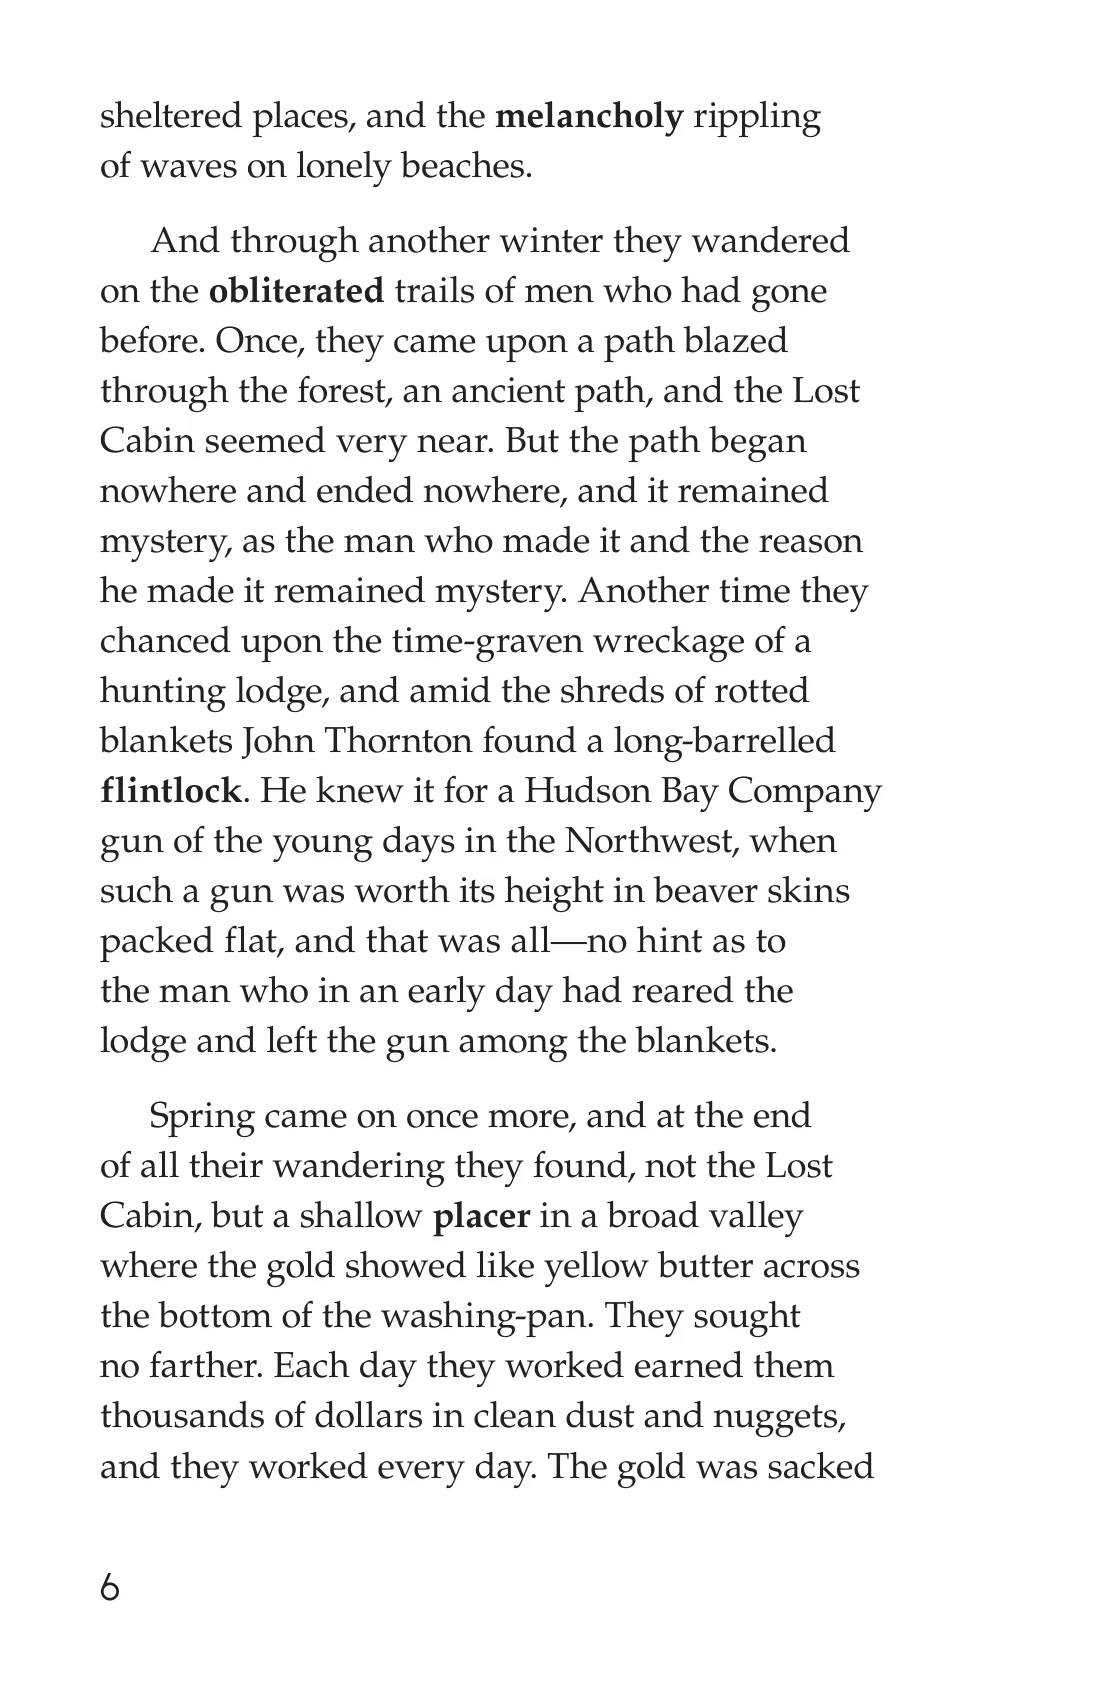 sheltered places, and the melancholy rippling
of waves on lonely beaches.
And through another winter they wandered
on the obliterated trails of men who had gone
before. Once, they came upon a path blazed
through the forest, an ancient path, and the Lost
Cabin seemed very near. But the path began
nowhere and ended nowhere, and it remained
mystery, as the man who made it and the reason
he made it remained mystery. Another time they
chanced upon the time-graven wreckage of a
hunting lodge, and amid the shreds of rotted
blankets John Thornton found a long-barrelled
flintlock. He knew it for a Hudson Bay Company
gun of the young days in the Northwest, when
such a gun was worth its height in beaver skins
packed flat, and that was all—no hint as to
the man who in an early day had reared the
lodge and left the gun among the blankets.
Spring came on once more, and at the end
of all their wandering they found, not the Lost
Cabin, but a shallow placer in a broad valley
where the gold showed like yellow butter across
the bottom of the washing-pan. They sought
no farther. Each day they worked earned them
thousands of dollars in clean dust and nuggets,
and they worked every day. The gold was sacked
6